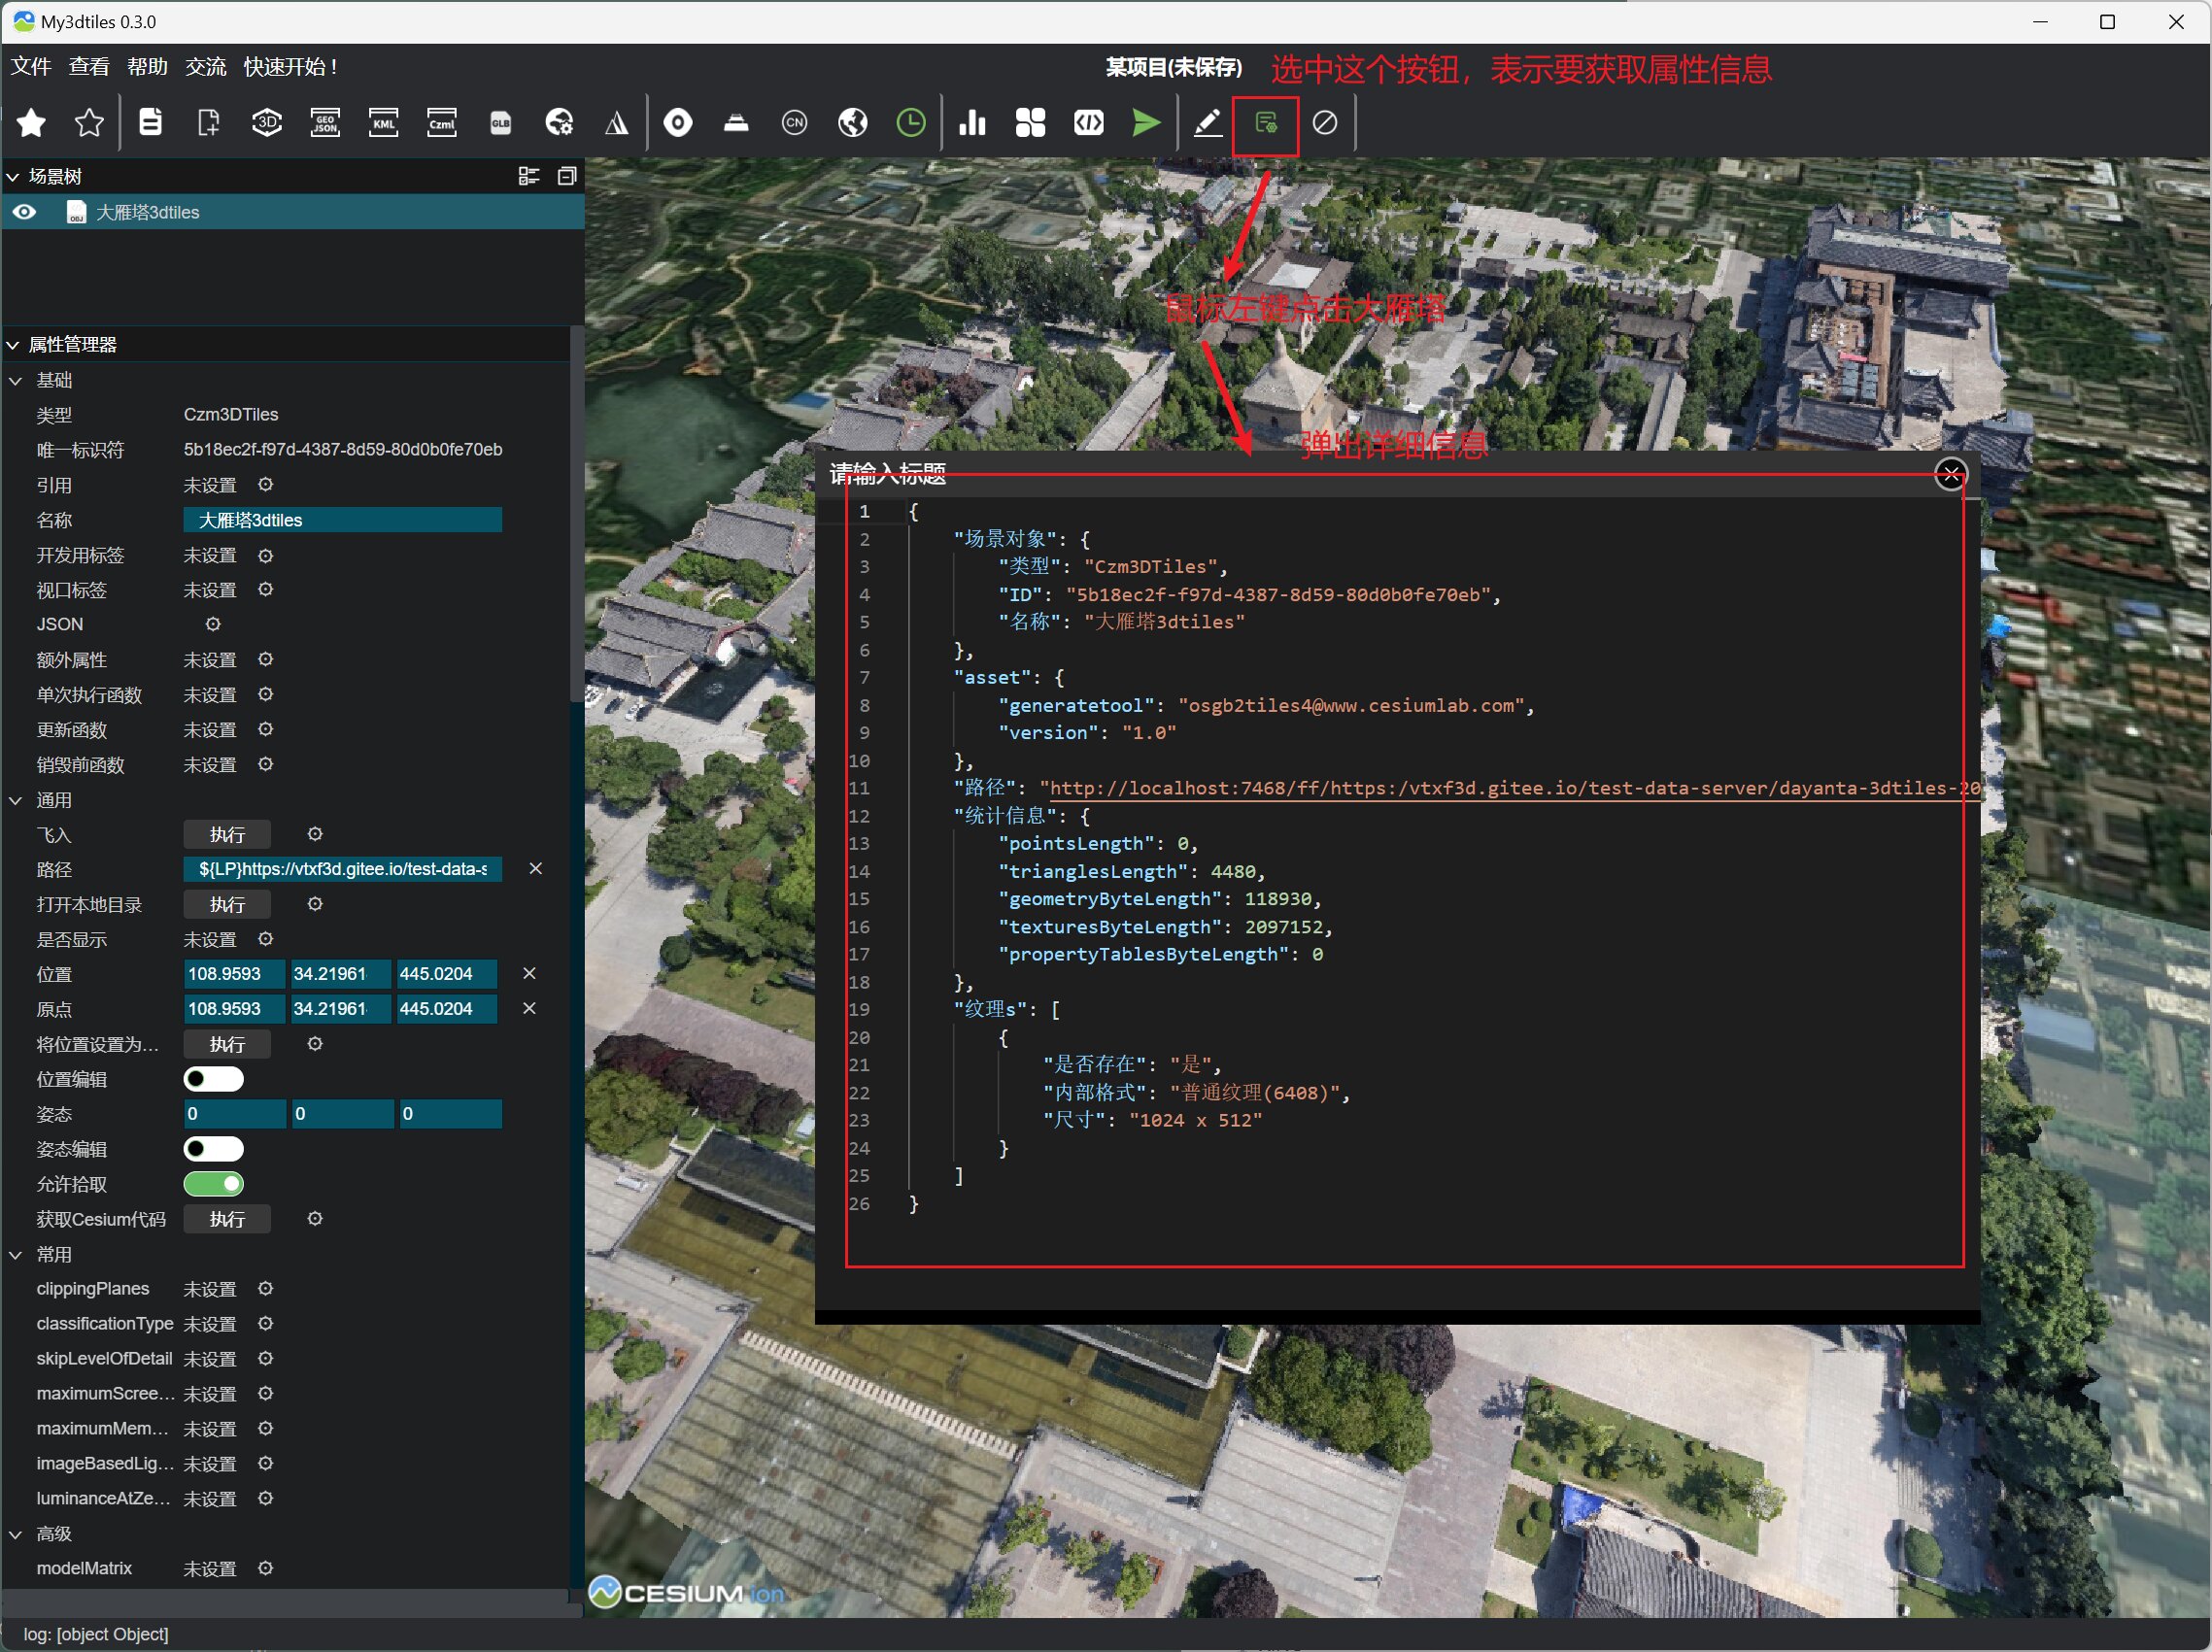 My3dtiles 0.3.0
文件 查看 帮助 交流 快速开始！
某项目(未保存)
选中这个按钮，表示要获取属性信息
3D
GEO JSON
KML
Czml
GLB
CN
场景树
OBJ
大雁塔3dtiles
鼠标左键点击大雁塔
弹出详细信息
属性管理器
基础
类型 Czm3DTiles
唯一标识符 5b18ec2f-f97d-4387-8d59-80d0b0fe70eb
引用 未设置
名称 大雁塔3dtiles
开发用标签 未设置
视口标签 未设置
JSON
额外属性 未设置
单次执行函数 未设置
更新函数 未设置
销毁前函数 未设置
通用
飞入 执行
路径 ${LP}https://vtxf3d.gitee.io/test-data-s
打开本地目录 执行
是否显示 未设置
位置 108.9593 34.21961 445.0204
原点 108.9593 34.21961 445.0204
将位置设置为... 执行
位置编辑
姿态 0 0 0
姿态编辑
允许拾取
获取Cesium代码 执行
常用
clippingPlanes 未设置
classificationType 未设置
skipLevelOfDetail 未设置
maximumScree... 未设置
maximumMem... 未设置
imageBasedLig... 未设置
luminanceAtZe... 未设置
高级
modelMatrix 未设置
请输入标题
1 {
2 "场景对象": {
3 "类型": "Czm3DTiles",
4 "ID": "5b18ec2f-f97d-4387-8d59-80d0b0fe70eb",
5 "名称": "大雁塔3dtiles"
6 },
7 "asset": {
8 "generatetool": "osgb2tiles4@www.cesiumlab.com",
9 "version": "1.0"
10 },
11 "路径": "http://localhost:7468/ff/https:/vtxf3d.gitee.io/test-data-server/dayanta-3dtiles-20
12 "统计信息": {
13 "pointsLength": 0,
14 "trianglesLength": 4480,
15 "geometryByteLength": 118930,
16 "texturesByteLength": 2097152,
17 "propertyTablesByteLength": 0
18 },
19 "纹理s": [
20 {
21 "是否存在": "是",
22 "内部格式": "普通纹理(6408)",
23 "尺寸": "1024 x 512"
24 }
25 ]
26 }
CESIUM ion
log: [object Object]